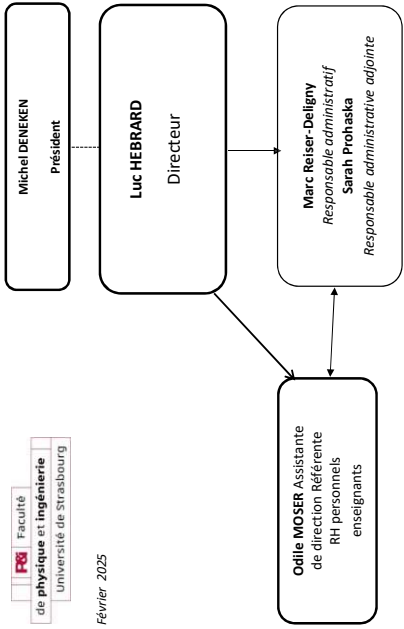 P&i Faculté
de physique et ingénierie
Université de Strasbourg
Février 2025
Michel DENEKEN
Président
Luc HEBRARD
Directeur
Odile MOSER Assistante
de direction Référente
RH personnels
enseignants
Marc Reiser-Deligny
Responsable administratif
Sarah Prohaska
Responsable administrative adjointe